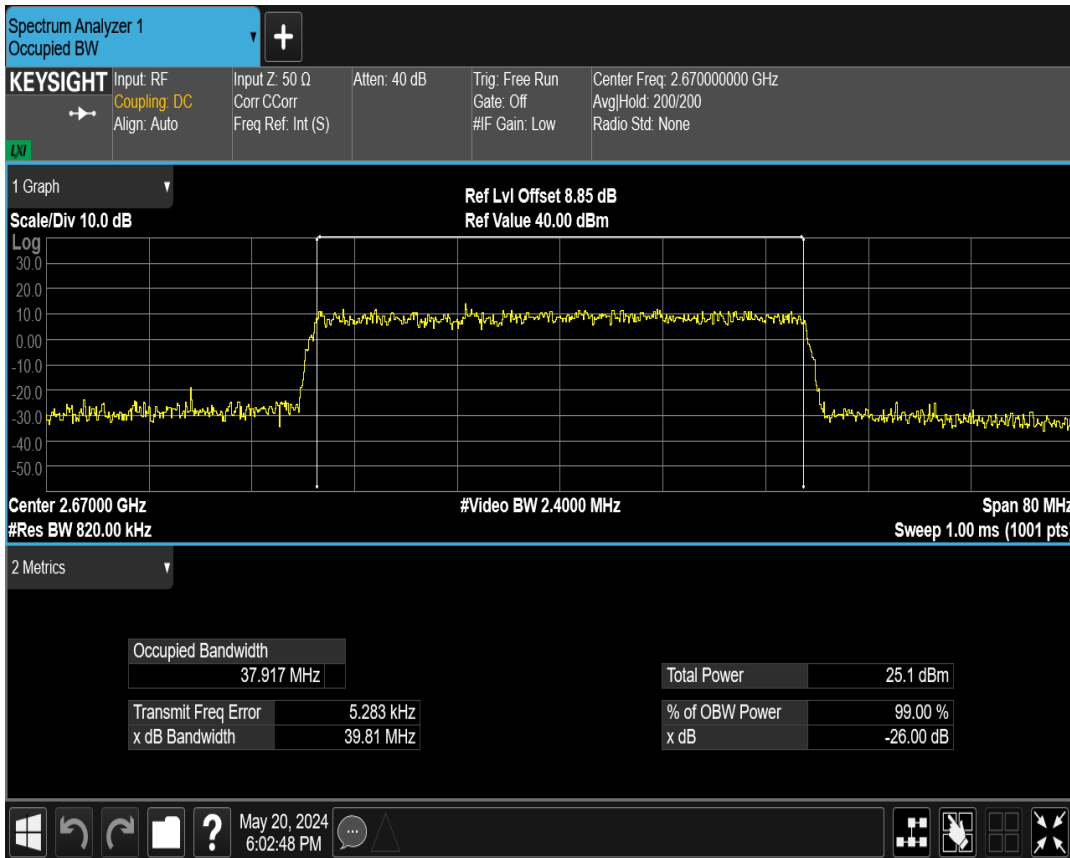 Spectrum Analyzer 1
Occupied BW
+
KEYSIGHT
LXI
Input: RF
Coupling: DC
Align: Auto
Input Z: 50 Ω
Corr CCorr
Freq Ref: Int (S)
Atten: 40 dB
Trig: Free Run
Gate: Off
#IF Gain: Low
Center Freq: 2.670000000 GHz
Avg|Hold: 200/200
Radio Std: None
1 Graph
Scale/Div 10.0 dB
Ref Lvl Offset 8.85 dB
Ref Value 40.00 dBm
Log
30.0
20.0
10.0
0.00
-10.0
-20.0
-30.0
-40.0
-50.0
Center 2.67000 GHz
#Video BW 2.4000 MHz
Span 80 MHz
#Res BW 820.00 kHz
Sweep 1.00 ms (1001 pts)
2 Metrics
Occupied Bandwidth
37.917 MHz
Total Power 25.1 dBm
Transmit Freq Error 5.283 kHz
% of OBW Power 99.00 %
x dB Bandwidth 39.81 MHz
x dB -26.00 dB
?
May 20, 2024
6:02:48 PM